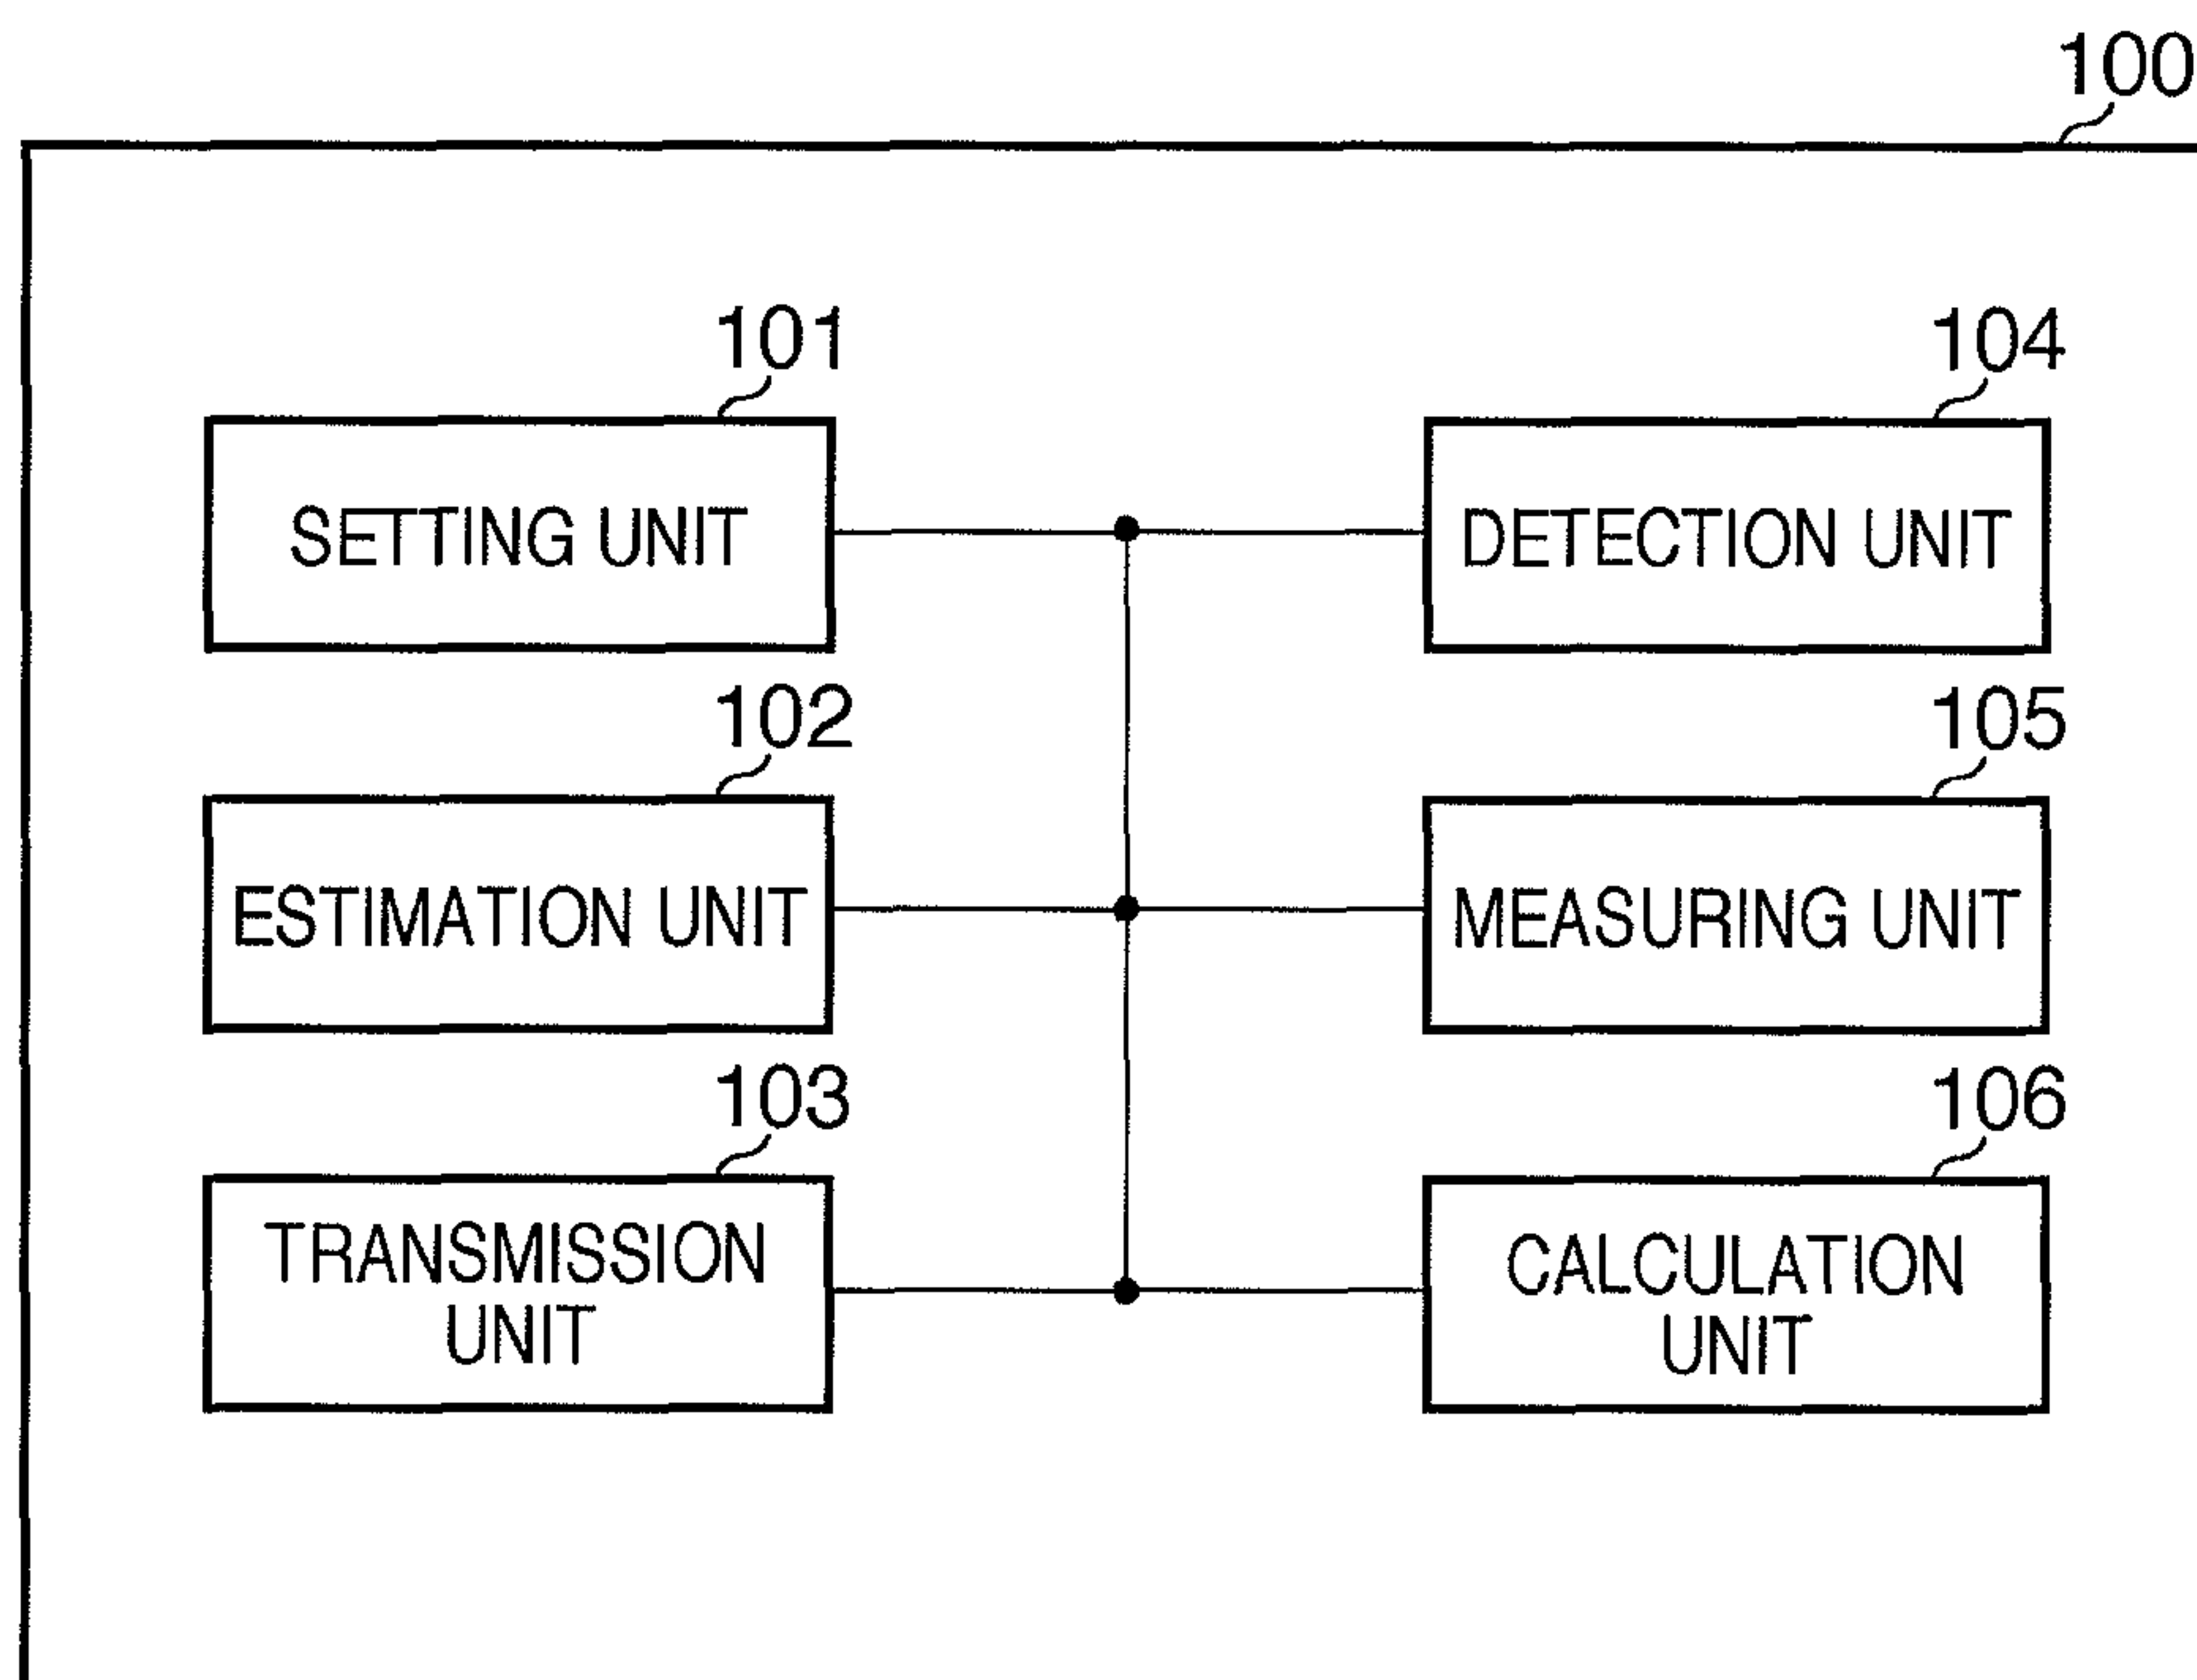 100
101
SETTING UNIT
104
DETECTION UNIT
102
ESTIMATION UNIT
105
MEASURING UNIT
103
TRANSMISSION
UNIT
106
CALCULATION
UNIT